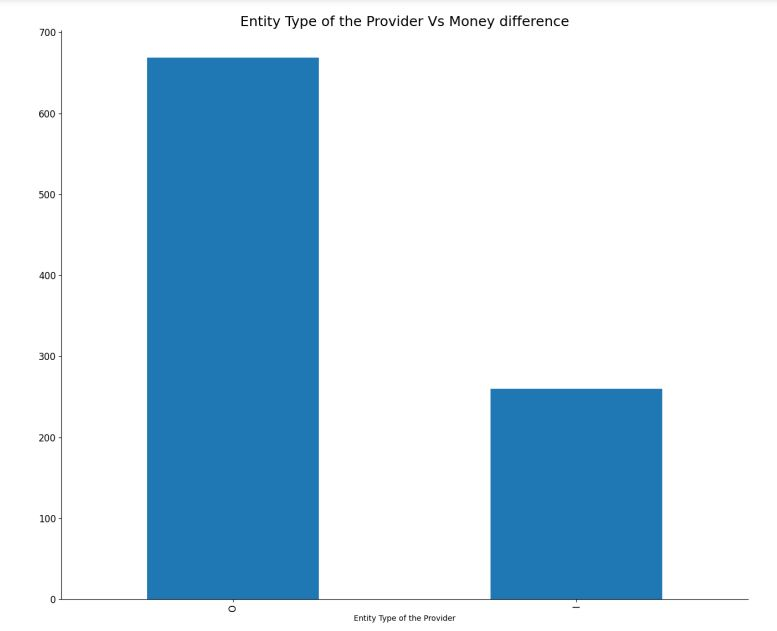 Entity Type of the Provider Vs Money difference
700
600
500
400
300
200
100
0
O
I
Entity Type of the Provider